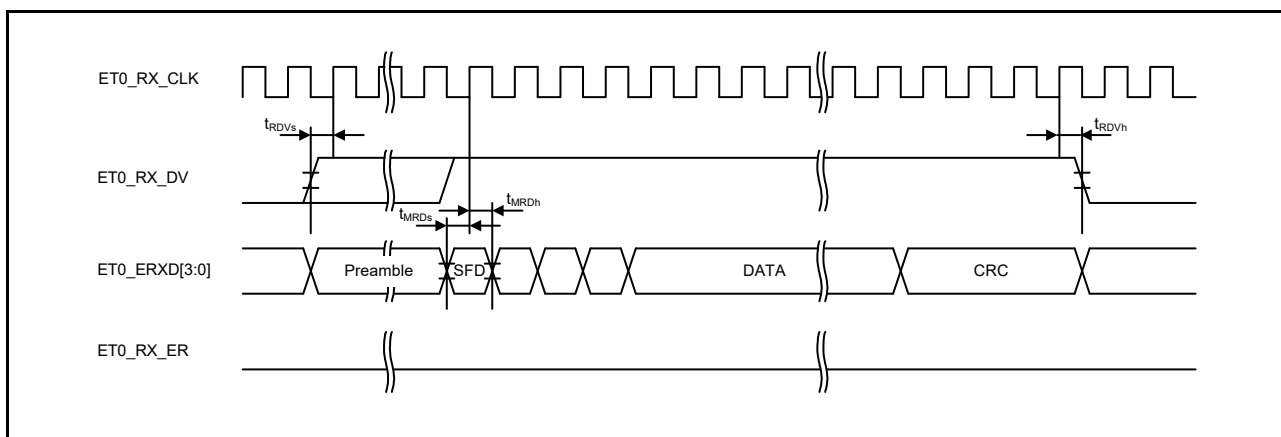 ET0_RX_CLK
tRDVs
tRDVh
ET0_RX_DV
tMRDs
tMRDh
ET0_ERXD[3:0]
Preamble
SFD
DATA
CRC
ET0_RX_ER